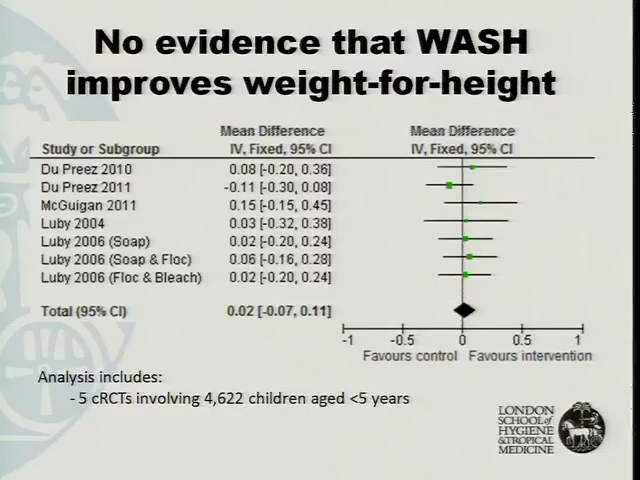 No evidence that WASH
improves weight-for-height
Mean Difference Mean Difference
Study or Subgroup IV, Fixed, 95% CI IV, Fixed, 95% CI
Du Preez 2010 0.08 [-0.20, 0.36]
Du Preez 2011 -0.11 [-0.30, 0.08]
McGuigan 2011 0.15 [-0.15, 0.45]
Luby 2004 0.03 [-0.32, 0.38]
Luby 2006 (Soap) 0.02 [-0.20, 0.24]
Luby 2006 (Soap & Floc) 0.06 [-0.16, 0.28]
Luby 2006 (Floc & Bleach) 0.02 [-0.20, 0.24]
Total (95% CI) 0.02 [-0.07, 0.11]
-1 -0.5 0 0.5 1
Favours control Favours intervention
Analysis includes:
- 5 cRCTs involving 4,622 children aged <5 years
LONDON
SCHOOL of
HYGIENE
& TROPICAL
MEDICINE